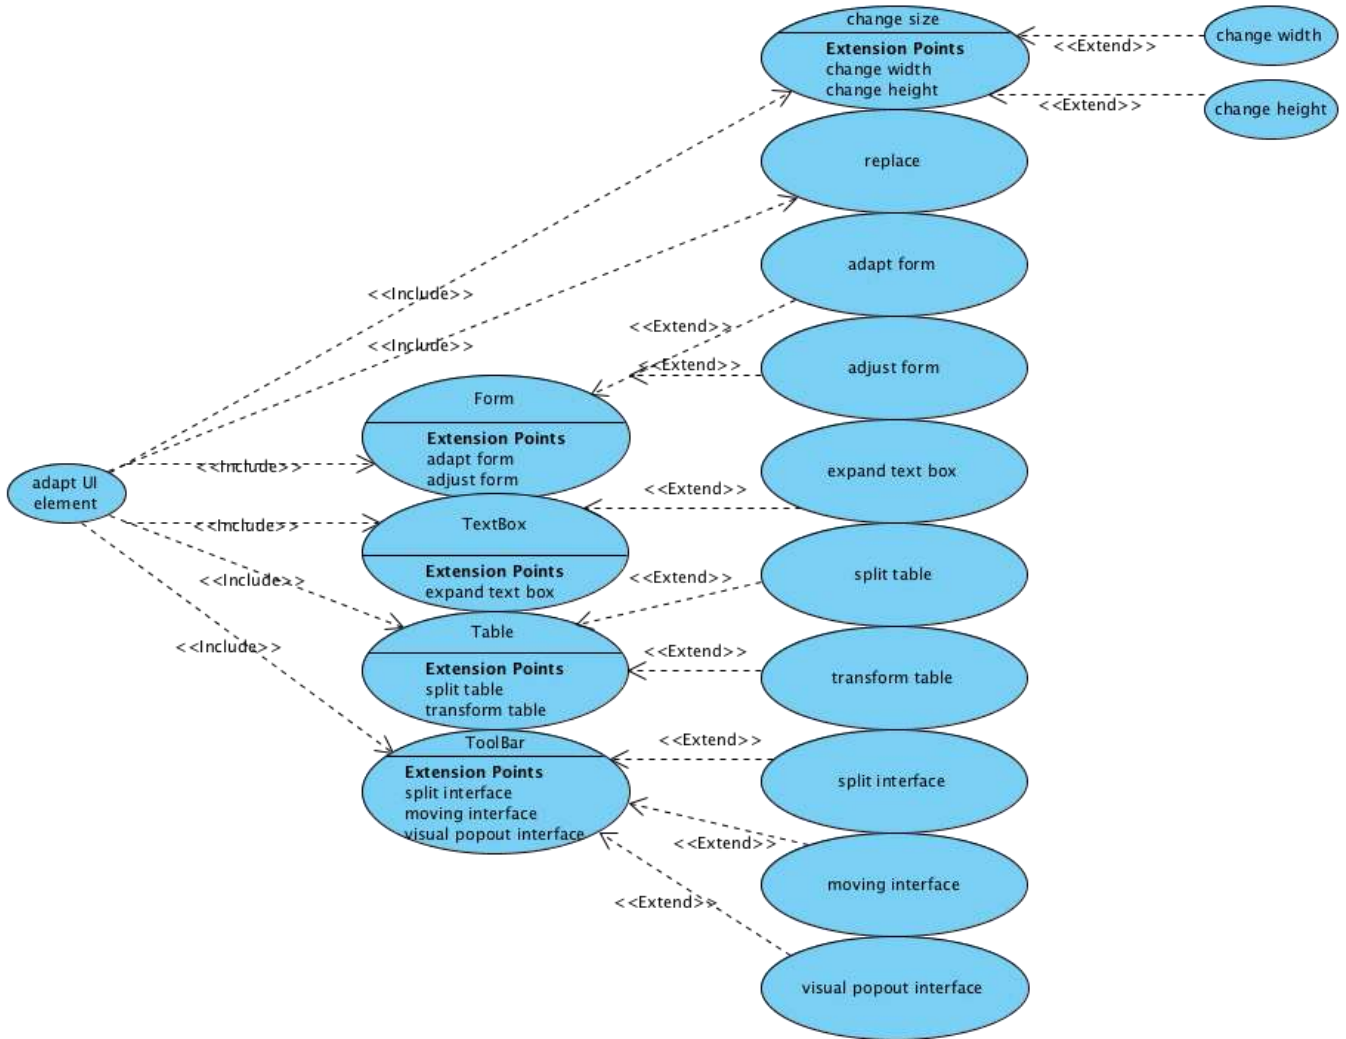 change size
Extension Points
change width
change height
<<Extend>>
change width
<<Extend>>
change height
replace
adapt form
<<Include>>
<<Include>>
<<Extend>>
<<Extend>>
adjust form
Form
Extension Points
adapt form
adjust form
<<Include>>
adapt UI
element
expand text box
<<Extend>>
<<Include>>
TextBox
Extension Points
expand text box
<<Include>>
<<Extend>>
split table
Table
Extension Points
split table
transform table
<<Include>>
<<Extend>>
transform table
ToolBar
Extension Points
split interface
moving interface
visual popout interface
<<Extend>>
split interface
<<Extend>>
moving interface
<<Extend>>
visual popout interface